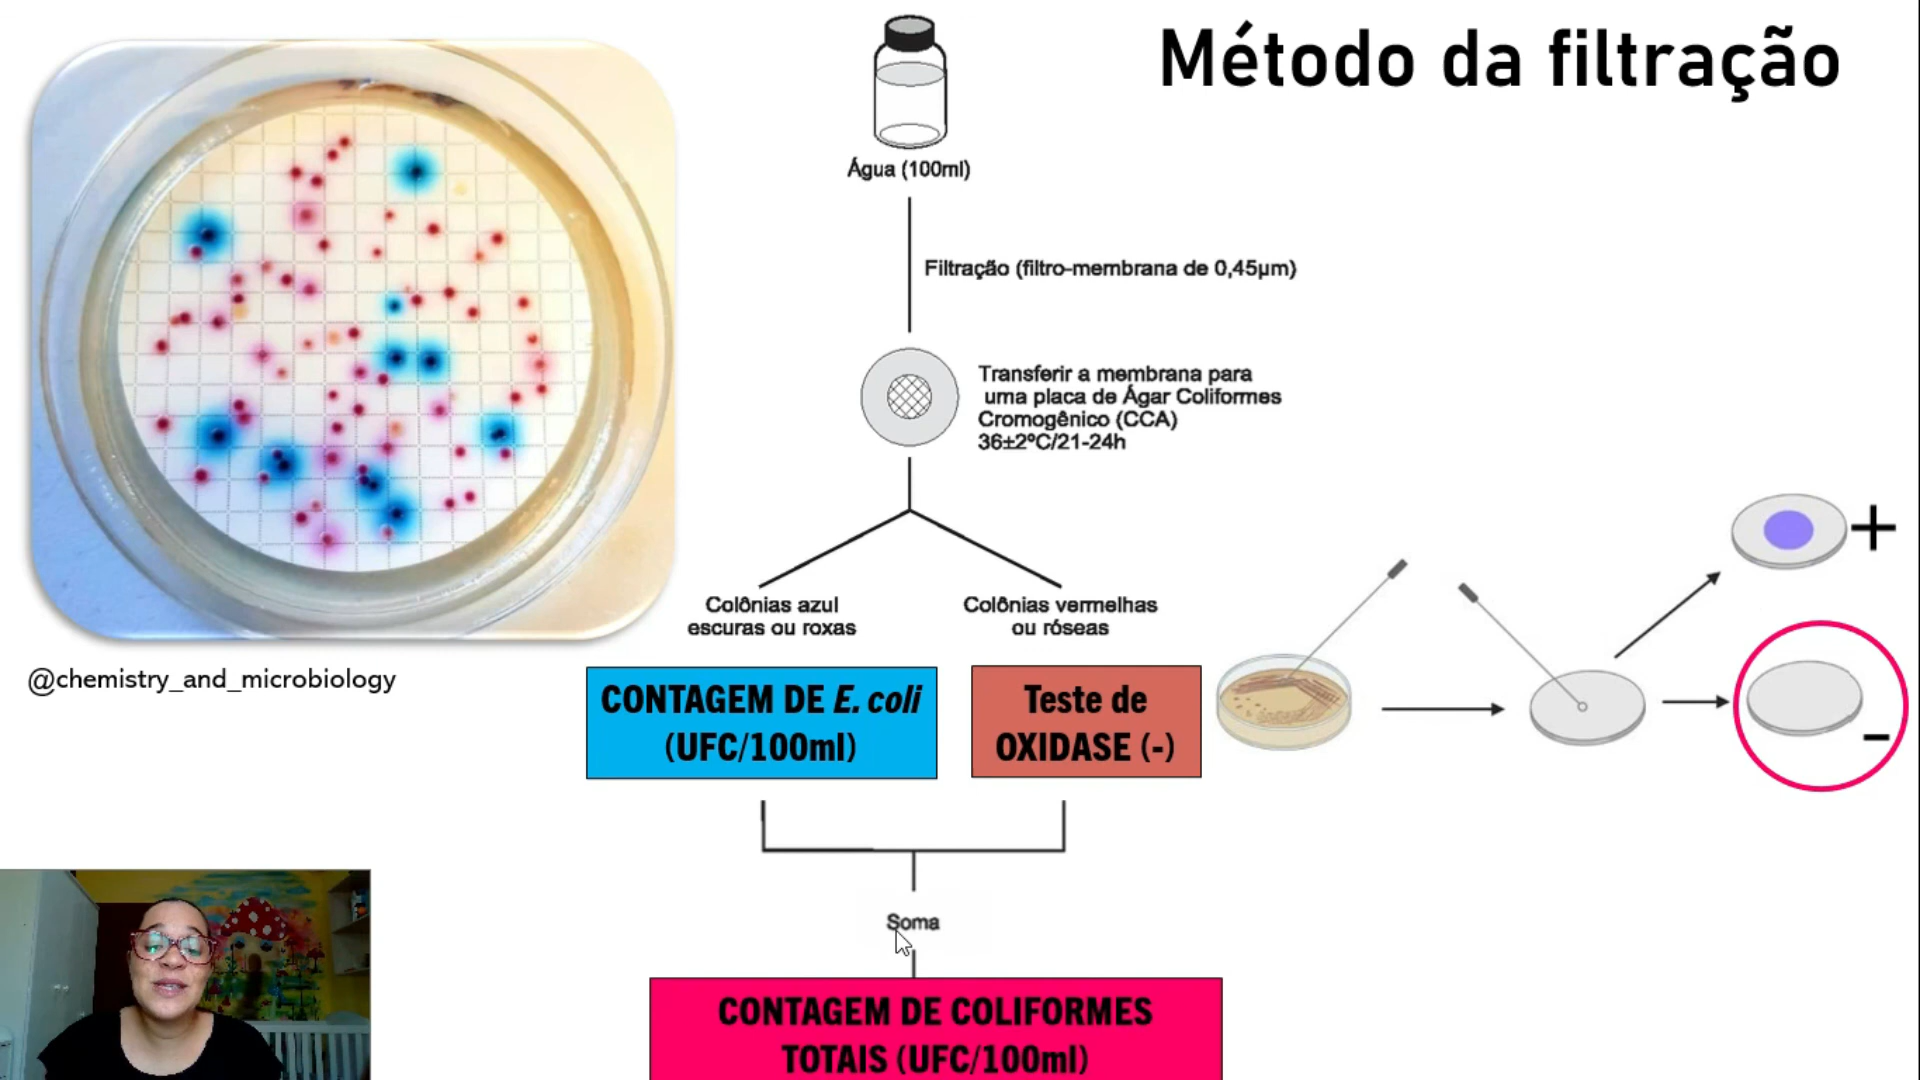 Método da filtração
Água (100ml)
Filtração (filtro-membrana de 0,45µm)
Transferir a membrana para
uma placa de Ágar Coliformes
Cromogênico (CCA)
36±2ºC/21-24h
Colônias azul
escuras ou roxas
Colônias vermelhas
ou róseas
@chemistry_and_microbiology
CONTAGEM DE E. coli
(UFC/100ml)
Teste de
OXIDASE (-)
+
-
Soma
CONTAGEM DE COLIFORMES
TOTAIS (UFC/100ml)